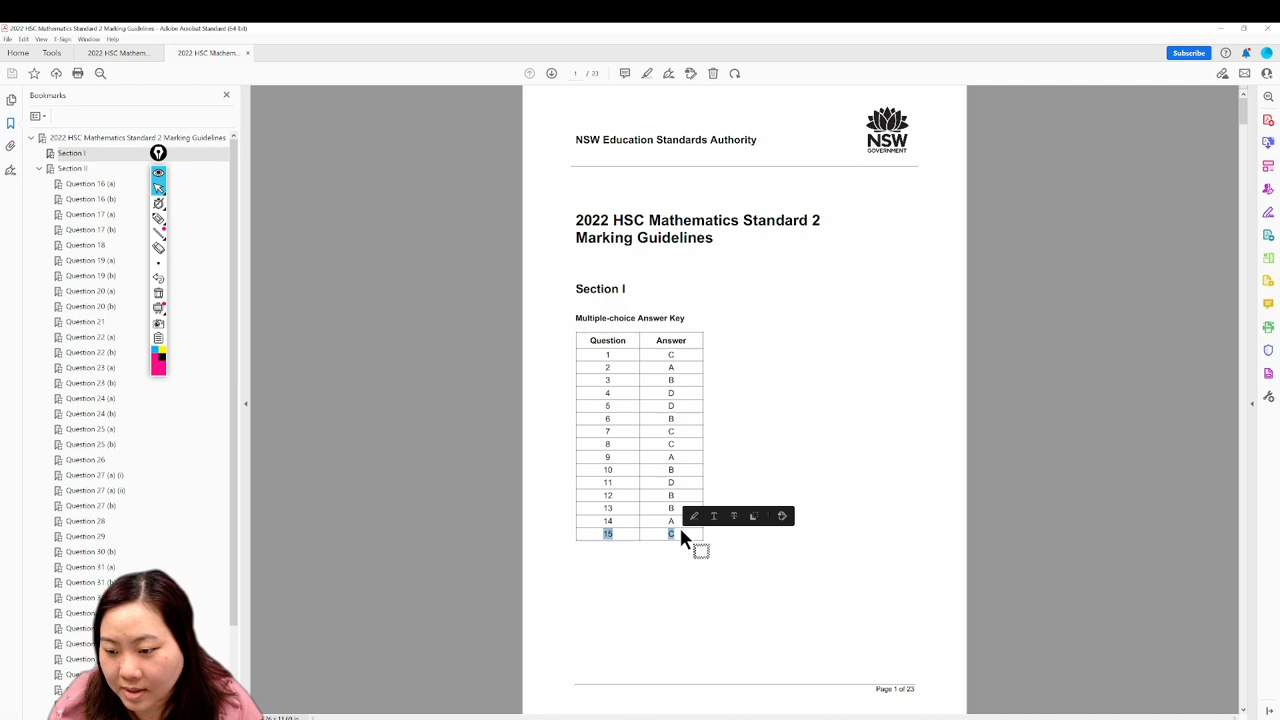 2022 HSC Mathematics Standard 2 Marking Guidelines - Adobe Acrobat Standard (64-bit)
File Edit View E-Sign Window Help
Home Tools 2022 HSC Mathem... 2022 HSC Mathem... × Subscribe
1 / 23
Bookmarks
2022 HSC Mathematics Standard 2 Marking Guidelines
Section I
Section II
Question 16 (a)
Question 16 (b)
Question 17 (a)
Question 17 (b)
Question 18
Question 19 (a)
Question 19 (b)
Question 20 (a)
Question 20 (b)
Question 21
Question 22 (a)
Question 22 (b)
Question 23 (a)
Question 23 (b)
Question 24 (a)
Question 24 (b)
Question 25 (a)
Question 25 (b)
Question 26
Question 27 (a) (i)
Question 27 (a) (ii)
Question 27 (b)
Question 28
Question 29
Question 30 (b)
Question 31 (a)
Question 31 (b)
NSW Education Standards Authority
NSW
GOVERNMENT
2022 HSC Mathematics Standard 2
Marking Guidelines
Section I
Multiple-choice Answer Key
Question Answer
1 C
2 A
3 B
4 D
5 D
6 B
7 C
8 C
9 A
10 B
11 D
12 B
13 B
14 A
15 C
Page 1 of 23